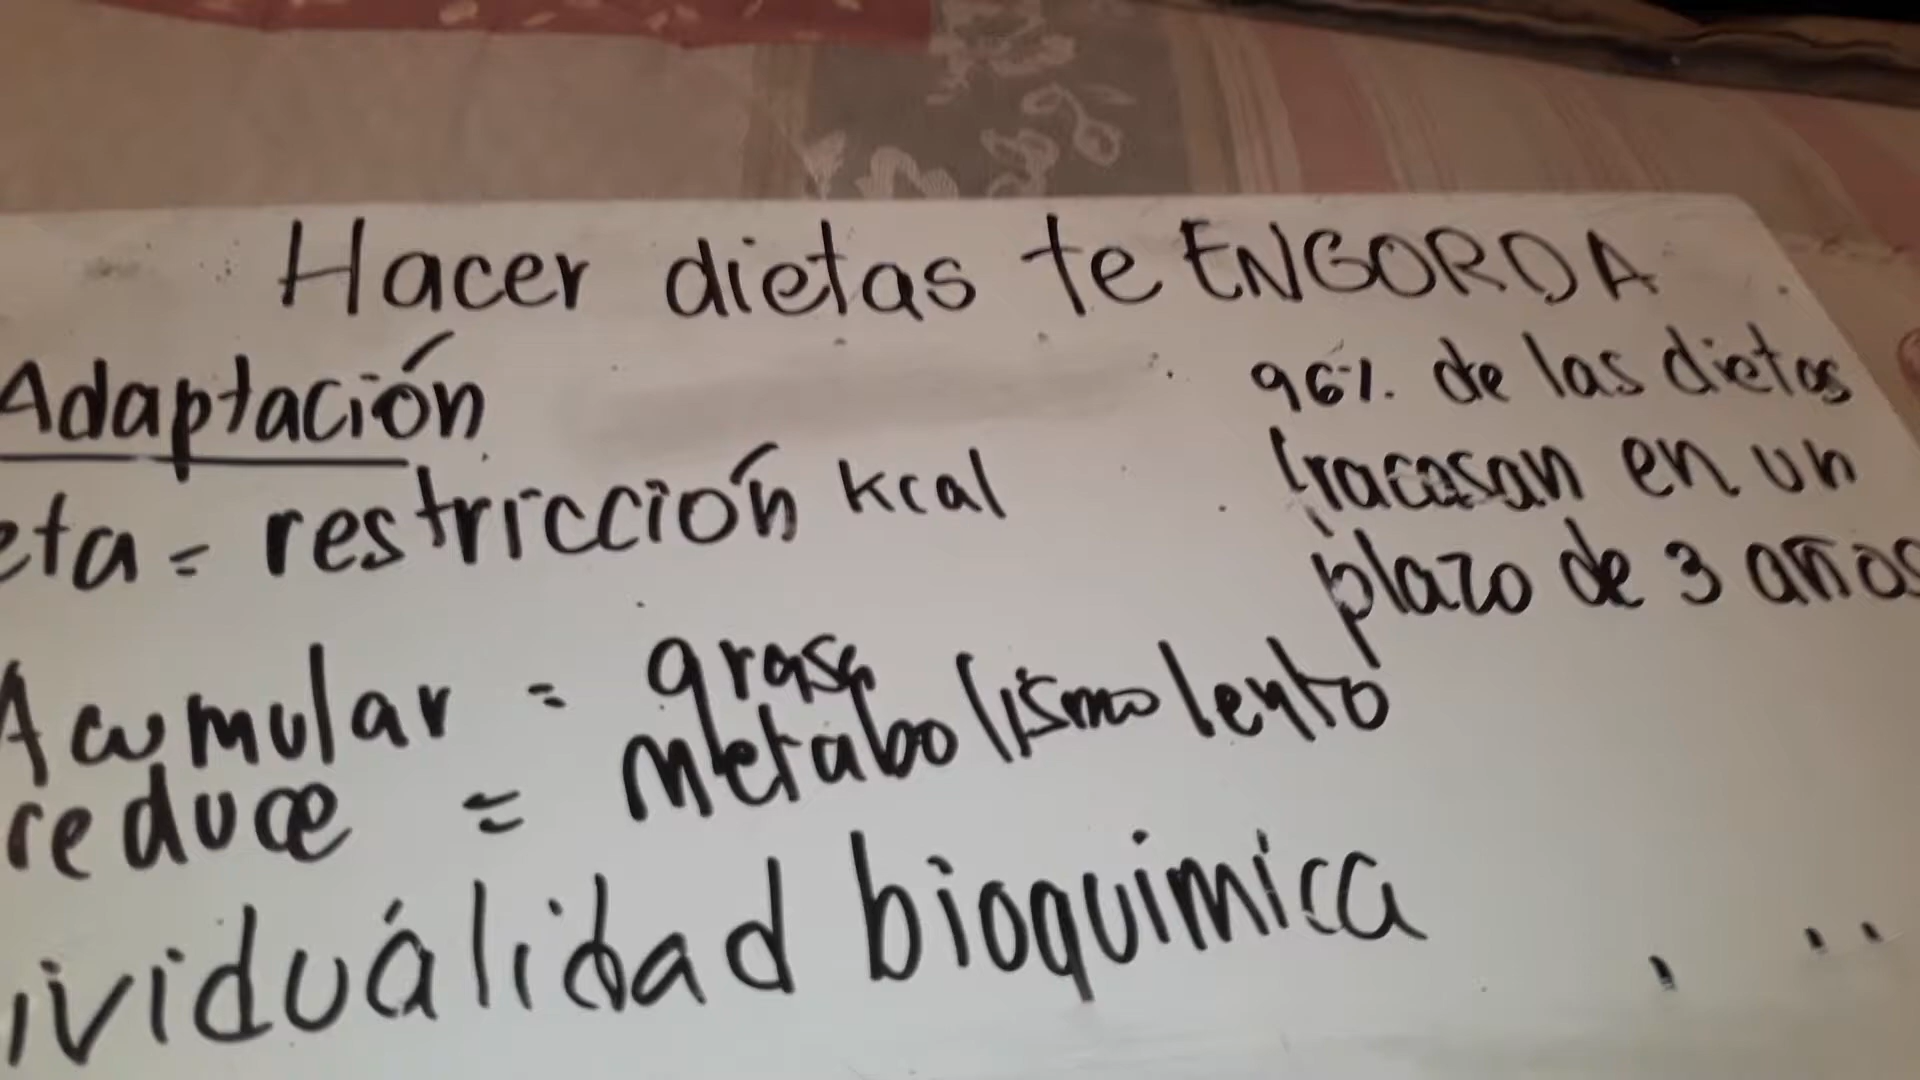 Hacer dietas te ENGORDA
Adaptación
eta = restricción kcal
96% de las dietas
fracasan en un
plazo de 3 años
Acumular = grasa
reduce = metabolismo lento
ividuálidad bioquímica